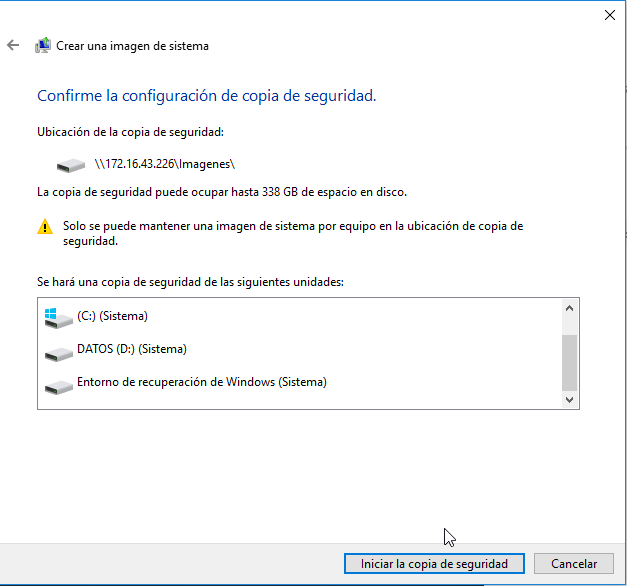 Crear una imagen de sistema
Confirme la configuración de copia de seguridad.
Ubicación de la copia de seguridad:
\\172.16.43.226\Imagenes\
La copia de seguridad puede ocupar hasta 338 GB de espacio en disco.
Solo se puede mantener una imagen de sistema por equipo en la ubicación de copia de
seguridad.
Se hará una copia de seguridad de las siguientes unidades:
(C:) (Sistema)
DATOS (D:) (Sistema)
Entorno de recuperación de Windows (Sistema)
Iniciar la copia de seguridad
Cancelar